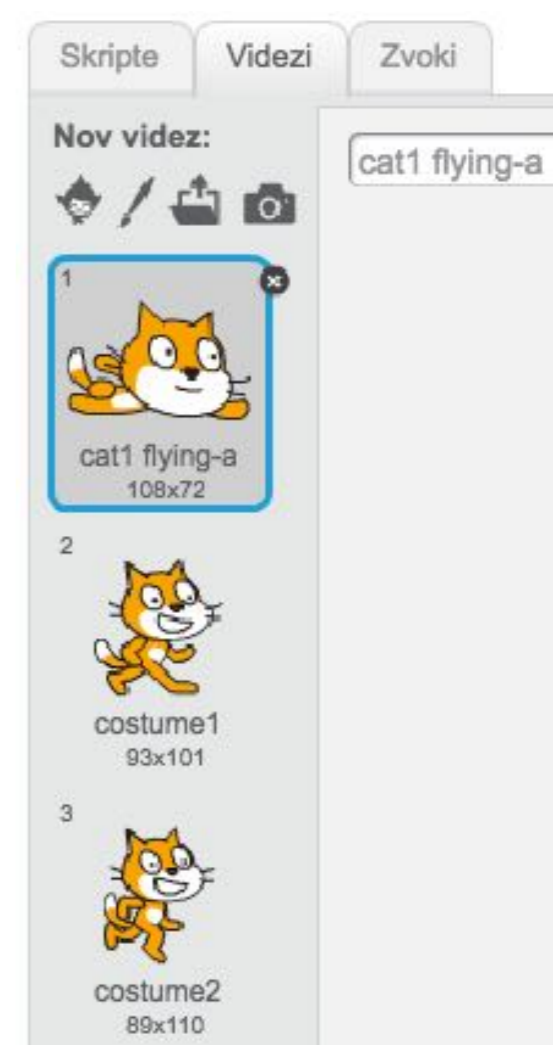 Skripte Videzi Zvoki
Nov videz:
cat1 flying-a
1
cat1 flying-a
108x72
2
costume1
93x101
3
costume2
89x110